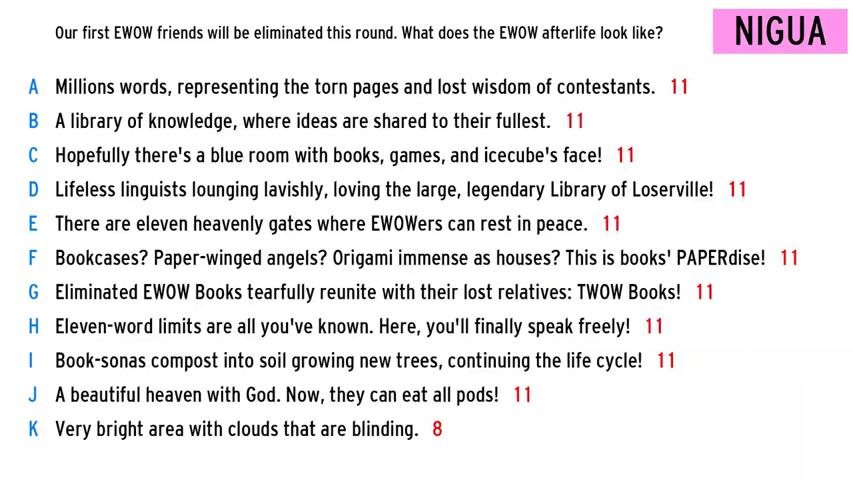 Our first EWOW friends will be eliminated this round. What does the EWOW afterlife look like?
NIGUA
A Millions words, representing the torn pages and lost wisdom of contestants. 11
B A library of knowledge, where ideas are shared to their fullest. 11
C Hopefully there's a blue room with books, games, and icecube's face! 11
D Lifeless linguists lounging lavishly, loving the large, legendary Library of Loserville! 11
E There are eleven heavenly gates where EWOWers can rest in peace. 11
F Bookcases? Paper-winged angels? Origami immense as houses? This is books' PAPERdise! 11
G Eliminated EWOW Books tearfully reunite with their lost relatives: TWOW Books! 11
H Eleven-word limits are all you've known. Here, you'll finally speak freely! 11
I Book-sonas compost into soil growing new trees, continuing the life cycle! 11
J A beautiful heaven with God. Now, they can eat all pods! 11
K Very bright area with clouds that are blinding. 8